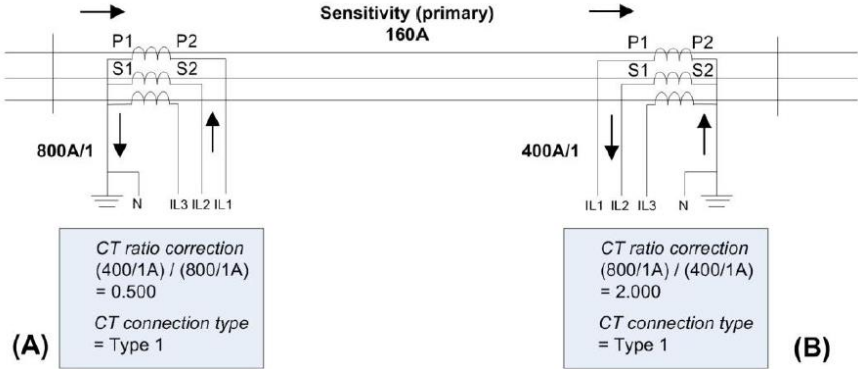 Sensitivity (primary)
160A
P1 P2
S1 S2
P1 P2
S1 S2
800A/1
400A/1
N IL3 IL2 IL1
IL1 IL2 IL3 N
CT ratio correction
(400/1A) / (800/1A)
= 0.500
CT connection type
= Type 1
(A)
CT ratio correction
(800/1A) / (400/1A)
= 2.000
CT connection type
= Type 1
(B)